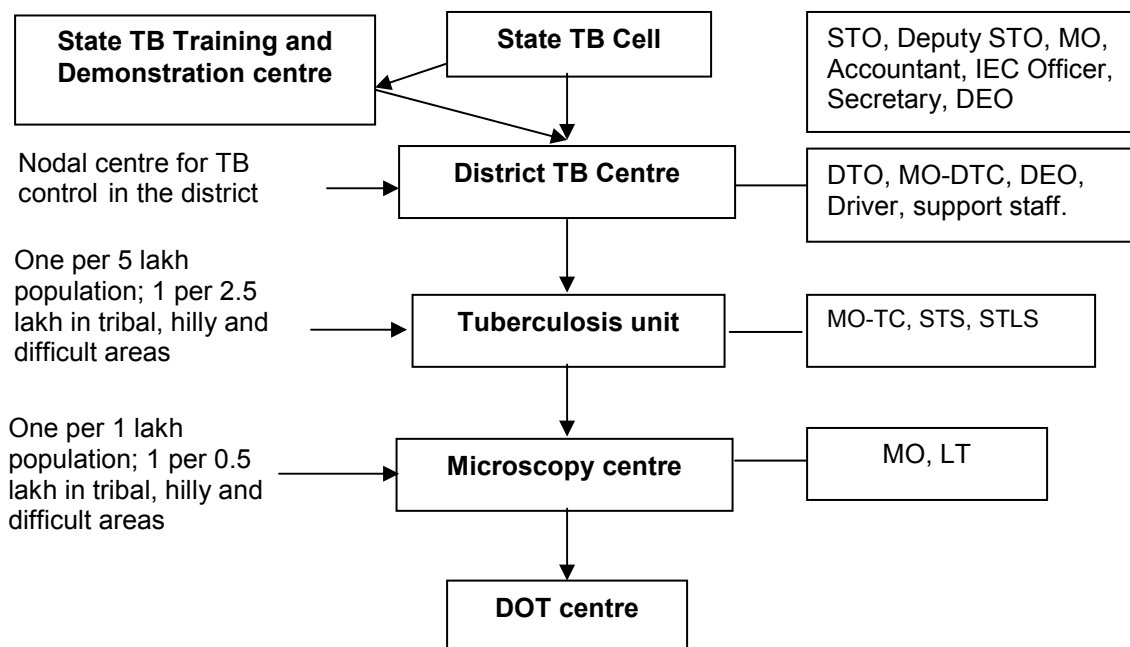 State TB Training and
Demonstration centre
State TB Cell
STO, Deputy STO, MO,
Accountant, IEC Officer,
Secretary, DEO
Nodal centre for TB
control in the district
District TB Centre
DTO, MO-DTC, DEO,
Driver, support staff.
One per 5 lakh
population; 1 per 2.5
lakh in tribal, hilly and
difficult areas
Tuberculosis unit
MO-TC, STS, STLS
One per 1 lakh
population; 1 per 0.5
lakh in tribal, hilly and
difficult areas
Microscopy centre
MO, LT
DOT centre